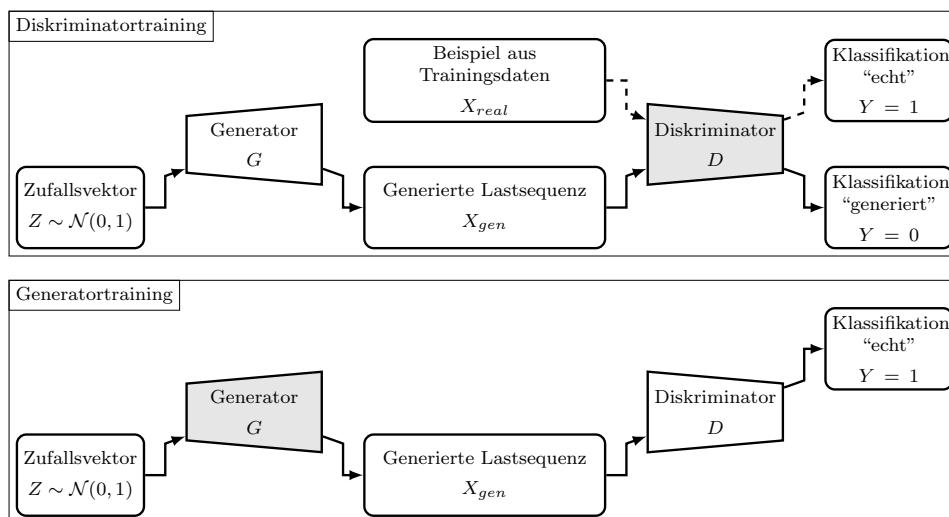 Diskriminatortraining
Beispiel aus
Trainingsdaten
X_real
Klassifikation
“echt”
Y = 1
Generator
G
Diskriminator
D
Zufallsvektor
Z ∼ 𝒩(0, 1)
Generierte Lastsequenz
X_gen
Klassifikation
“generiert”
Y = 0
Generatortraining
Klassifikation
“echt”
Y = 1
Generator
G
Diskriminator
D
Zufallsvektor
Z ∼ 𝒩(0, 1)
Generierte Lastsequenz
X_gen